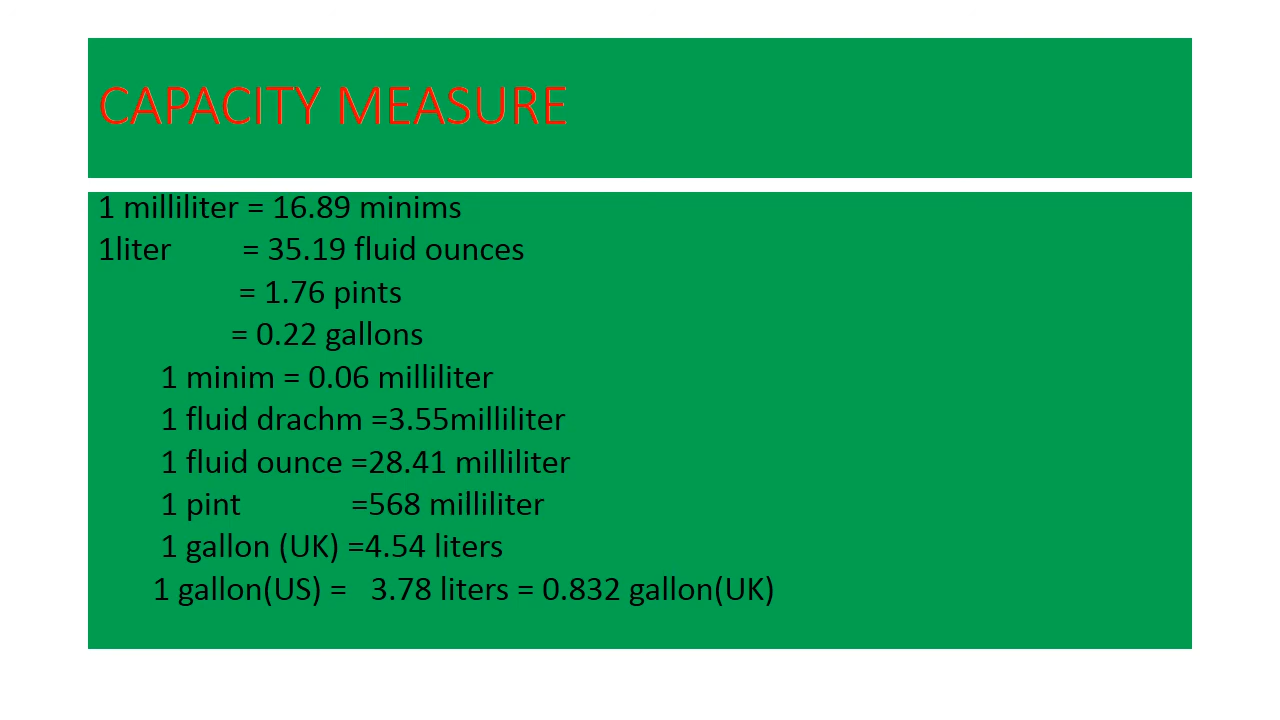 CAPACITY MEASURE
1 milliliter = 16.89 minims
1liter = 35.19 fluid ounces
= 1.76 pints
= 0.22 gallons
1 minim = 0.06 milliliter
1 fluid drachm =3.55milliliter
1 fluid ounce =28.41 milliliter
1 pint =568 milliliter
1 gallon (UK) =4.54 liters
1 gallon(US) = 3.78 liters = 0.832 gallon(UK)